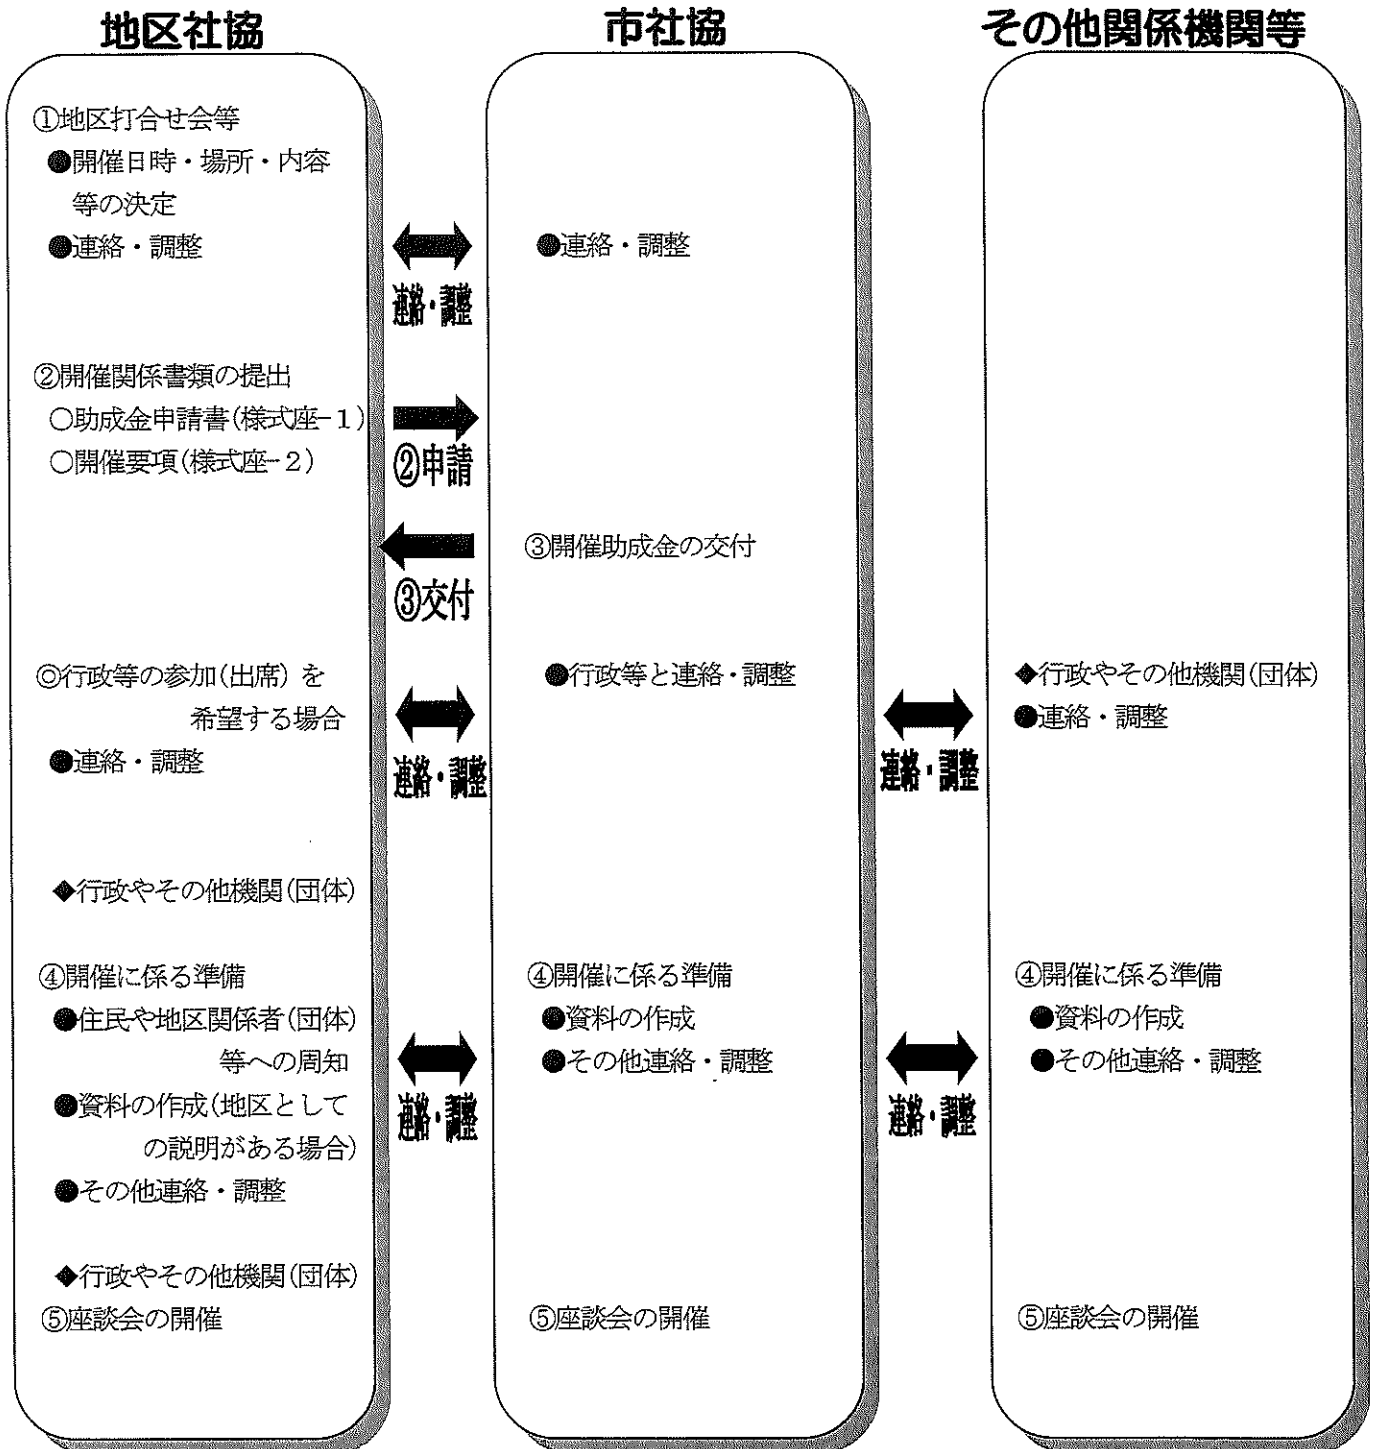 地区社協
市社協
その他関係機関等
①地区打合せ会等
●開催日時・場所・内容
等の決定
●連絡・調整
連絡・調整
●連絡・調整
②開催関係書類の提出
○助成金申請書(様式座-1)
○開催要項(様式座-2)
②申請
③交付
③開催助成金の交付
◎行政等の参加(出席)を
希望する場合
●連絡・調整
連絡・調整
●行政等と連絡・調整
連絡・調整
◆行政やその他機関(団体)
●連絡・調整
◆行政やその他機関(団体)
④開催に係る準備
●住民や地区関係者(団体)
等への周知
●資料の作成(地区として
の説明がある場合)
●その他連絡・調整
連絡・調整
④開催に係る準備
●資料の作成
●その他連絡・調整
連絡・調整
④開催に係る準備
●資料の作成
●その他連絡・調整
◆行政やその他機関(団体)
⑤座談会の開催
⑤座談会の開催
⑤座談会の開催